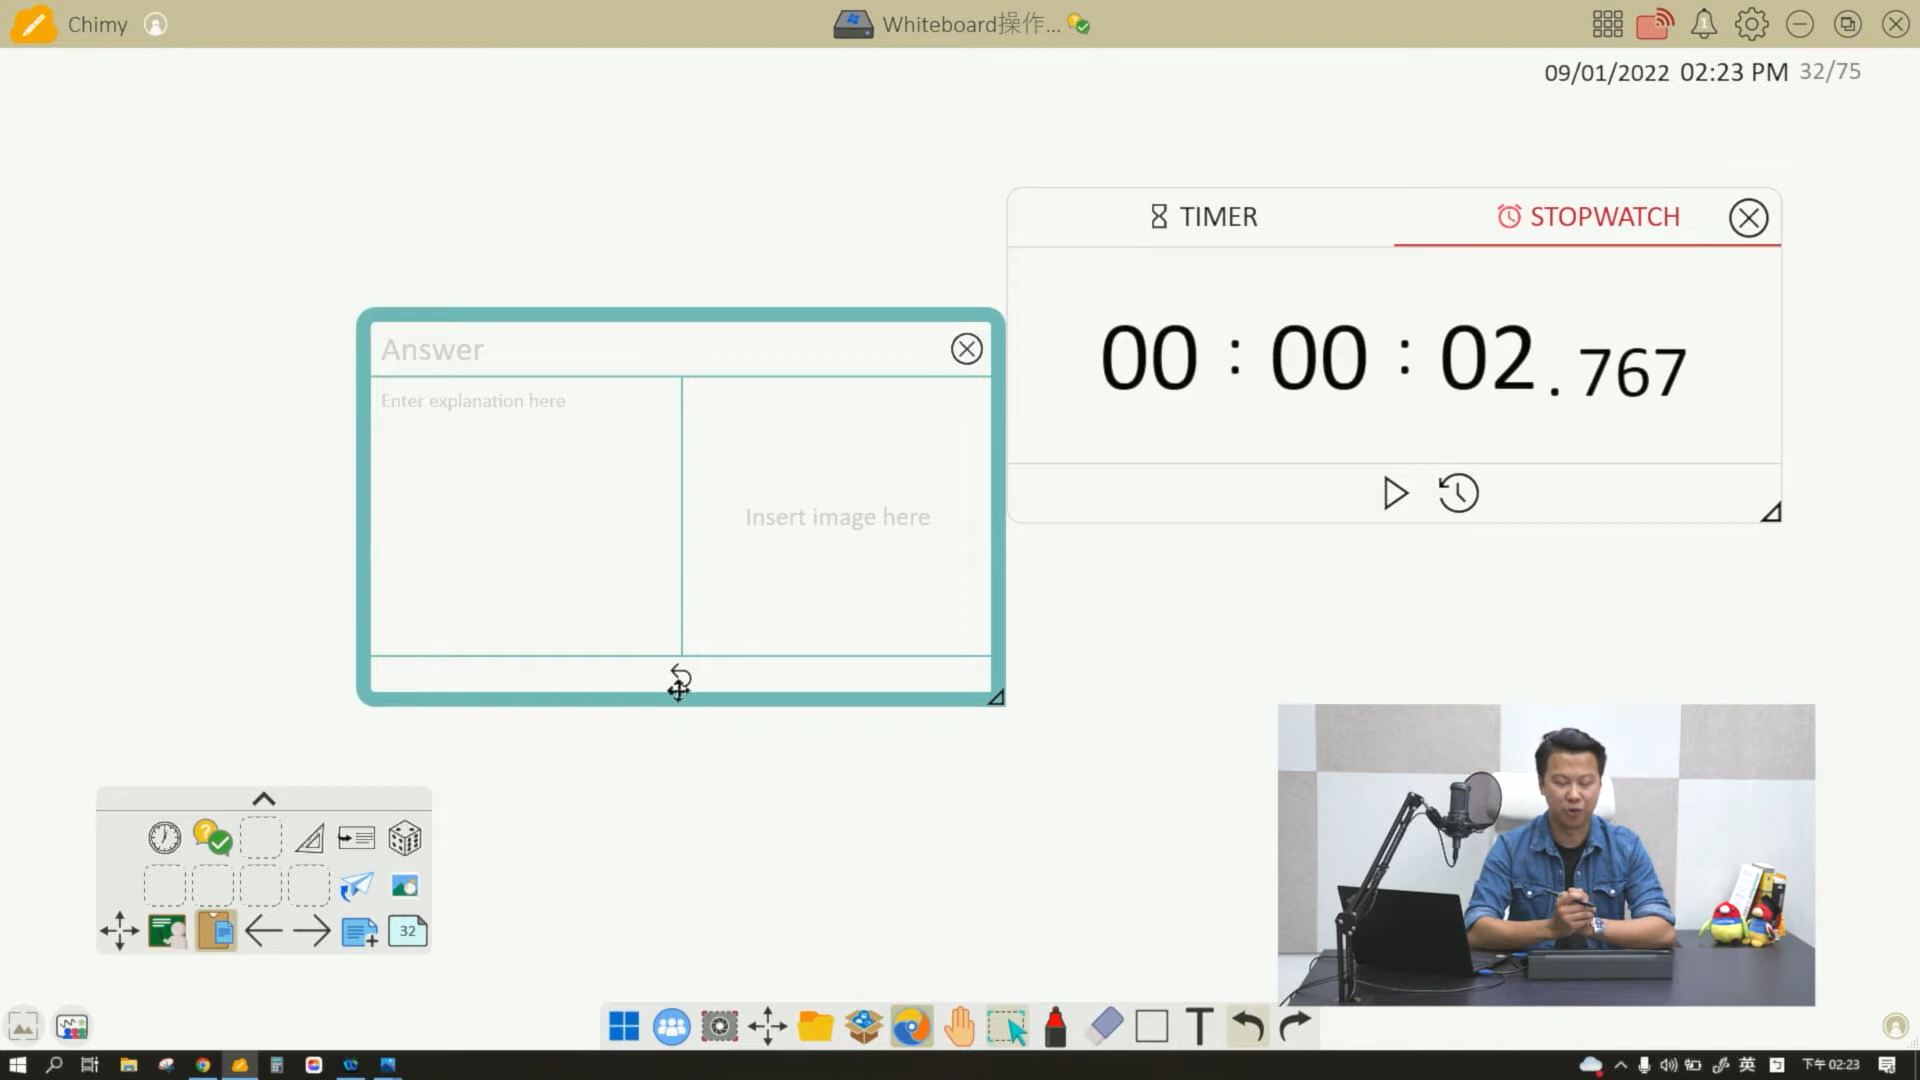 Chimy
Whiteboard操作...
1
09/01/2022 02:23 PM 32/75
TIMER
STOPWATCH
00 : 00 : 02.767
Answer
Enter explanation here
Insert image here
32
T
英
下午 02:23